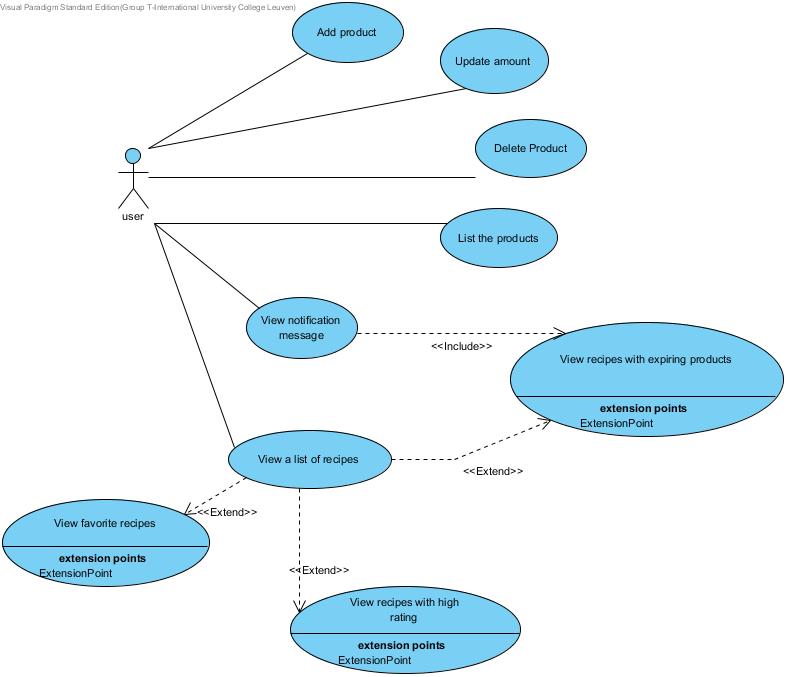 Visual Paradigm Standard Edition(Group T-International University College Leuven)
Add product
Update amount
Delete Product
user
List the products
View notification
message
<<Include>>
View recipes with expiring products
extension points
ExtensionPoint
View a list of recipes
<<Extend>>
<<Extend>>
View favorite recipes
extension points
ExtensionPoint
<<Extend>>
View recipes with high
rating
extension points
ExtensionPoint